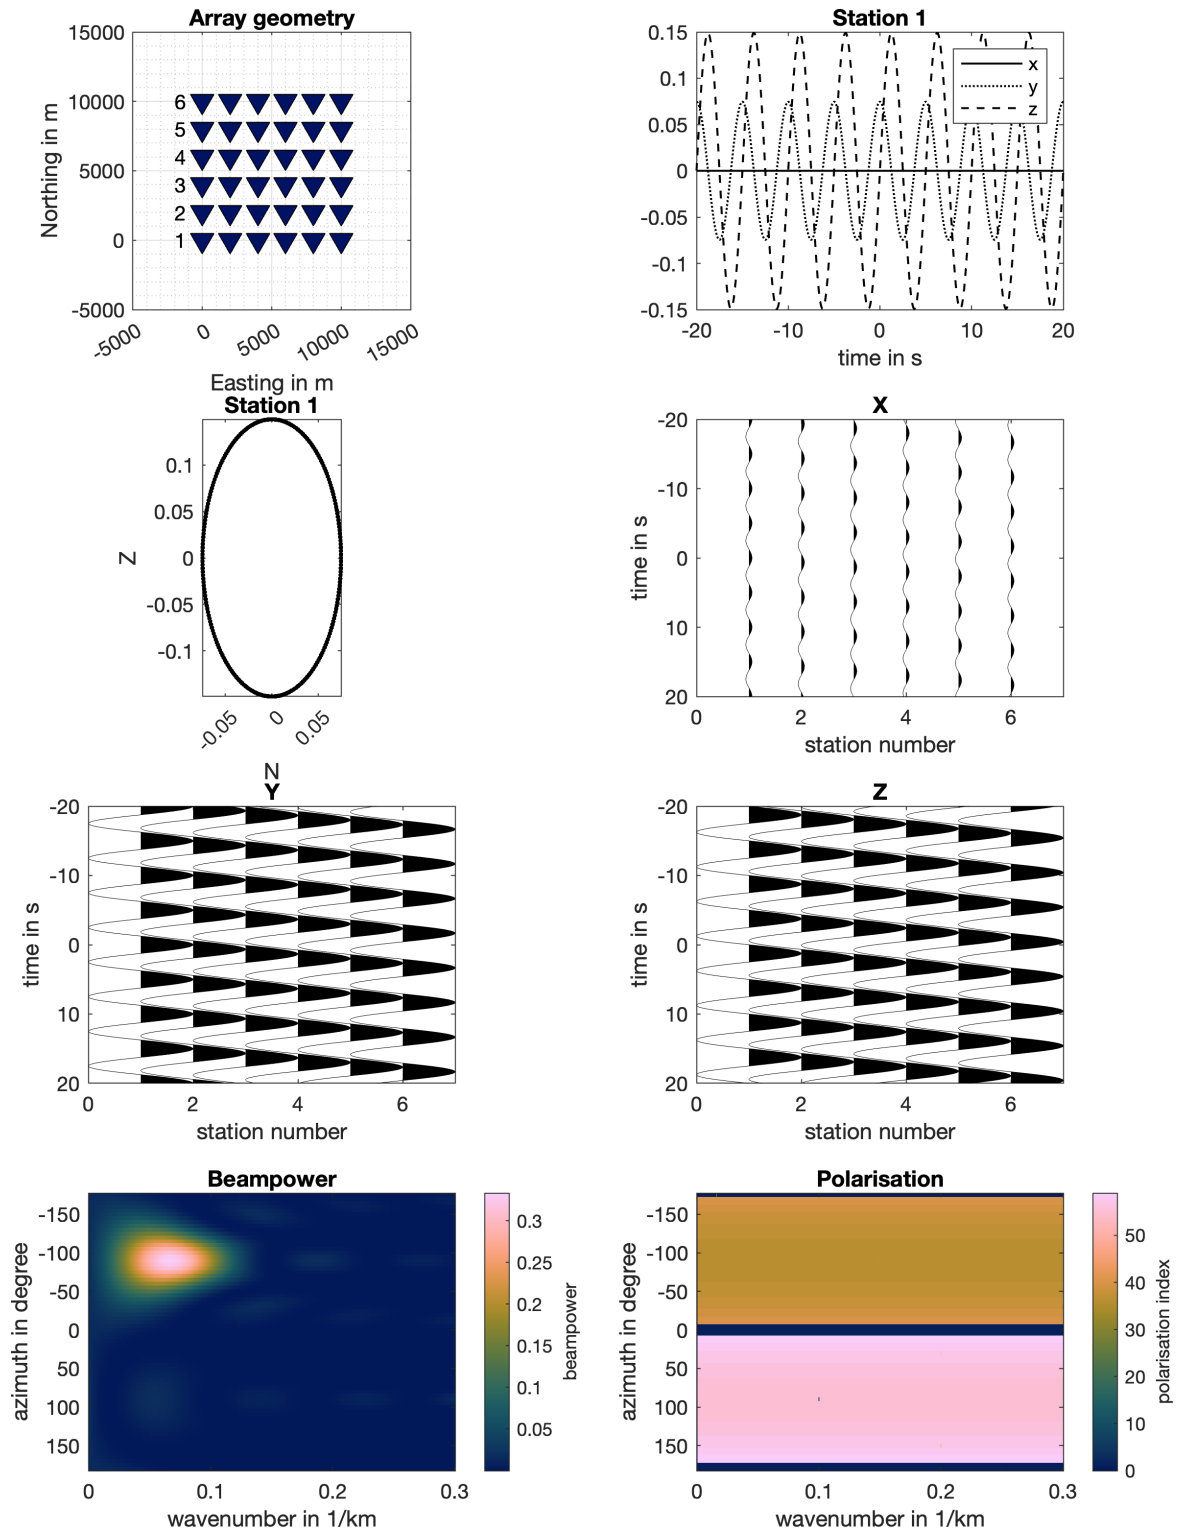 Array geometry
15000
10000
5000
0
-5000
Northing in m
6
5
4
3
2
1
-5000 0 5000 10000 15000
Easting in m
Station 1
0.15
0.1
0.05
0
-0.05
-0.1
-0.15
x
y
z
-20 -10 0 10 20
time in s
Station 1
0.1
0.05
0
-0.05
-0.1
Z
-0.05 0 0.05
N
X
-20
-10
0
10
20
time in s
0 2 4 6
station number
Y
-20
-10
0
10
20
time in s
0 2 4 6
station number
Z
-20
-10
0
10
20
time in s
0 2 4 6
station number
Beampower
-150
-100
-50
0
50
100
150
azimuth in degree
0 0.1 0.2 0.3
wavenumber in 1/km
0.3
0.25
0.2
0.15
0.1
0.05
beampower
Polarisation
-150
-100
-50
0
50
100
150
azimuth in degree
0 0.1 0.2 0.3
wavenumber in 1/km
50
40
30
20
10
0
polarisation index